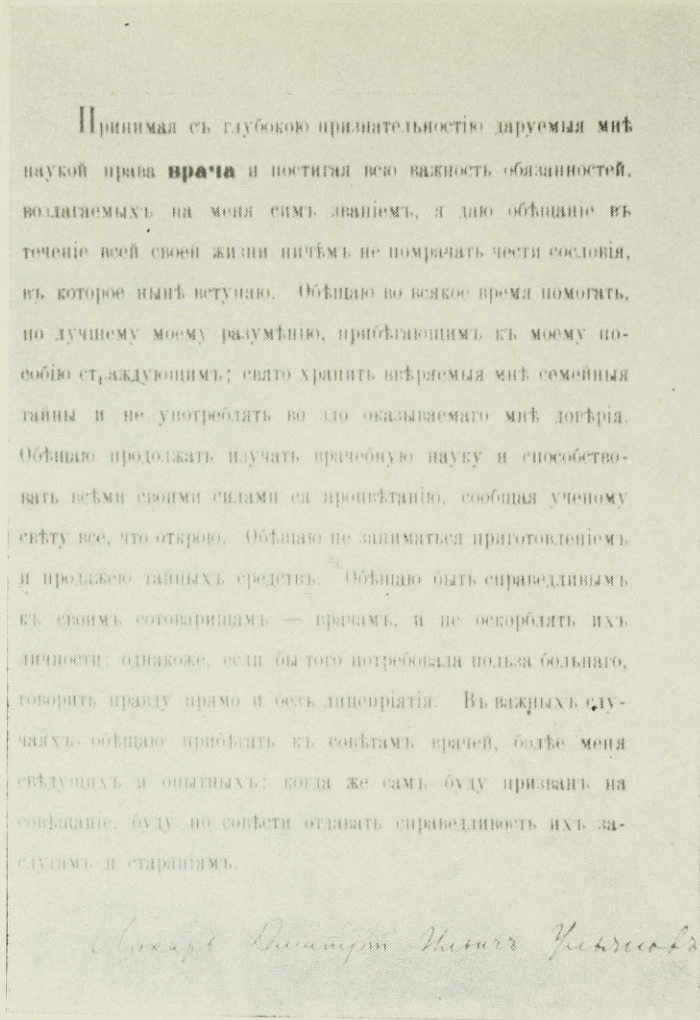 Принимая съ глубокою признательностію даруемыя мнѣ
наукой права врача и постигая всю важность обязанностей,
возлагаемыхъ на меня симъ званіемъ, я даю обѣщаніе въ
теченіе всей своей жизни ничѣмъ не помрачать чести сословія,
въ которое нынѣ вступаю. Обѣщаю во всякое время помогать,
по лучшему моему разумѣнію, прибѣгающимъ къ моему по-
собію страждующимъ; свято хранить ввѣряемыя мнѣ семейныя
тайны и не употреблять во зло оказываемаго мнѣ довѣрія.
Обѣщаю продолжать изучать врачебную науку и способство-
вать всѣми своими силами ея процвѣтанію, сообщая ученому
свѣту все, что открою. Обѣщаю не заниматься приготовленіемъ
и продажею тайныхъ средствъ. Обѣщаю быть справедливымъ
къ своимъ сотоварищамъ — врачамъ, и не оскорблять ихъ
личности; однакоже, если бы того потребовала польза больнаго,
говорить правду прямо и безъ лицепріятія. Въ важныхъ слу-
чаяхъ обѣщаю прибѣгать къ совѣтамъ врачей, болѣе меня
свѣдущихъ и опытныхъ; когда же самъ буду призванъ на
совѣщаніе, буду по совѣсти отдавать справедливость ихъ за-
слугамъ и стараніямъ.
Лекарь Дмитрий Ильичъ Ульяновъ